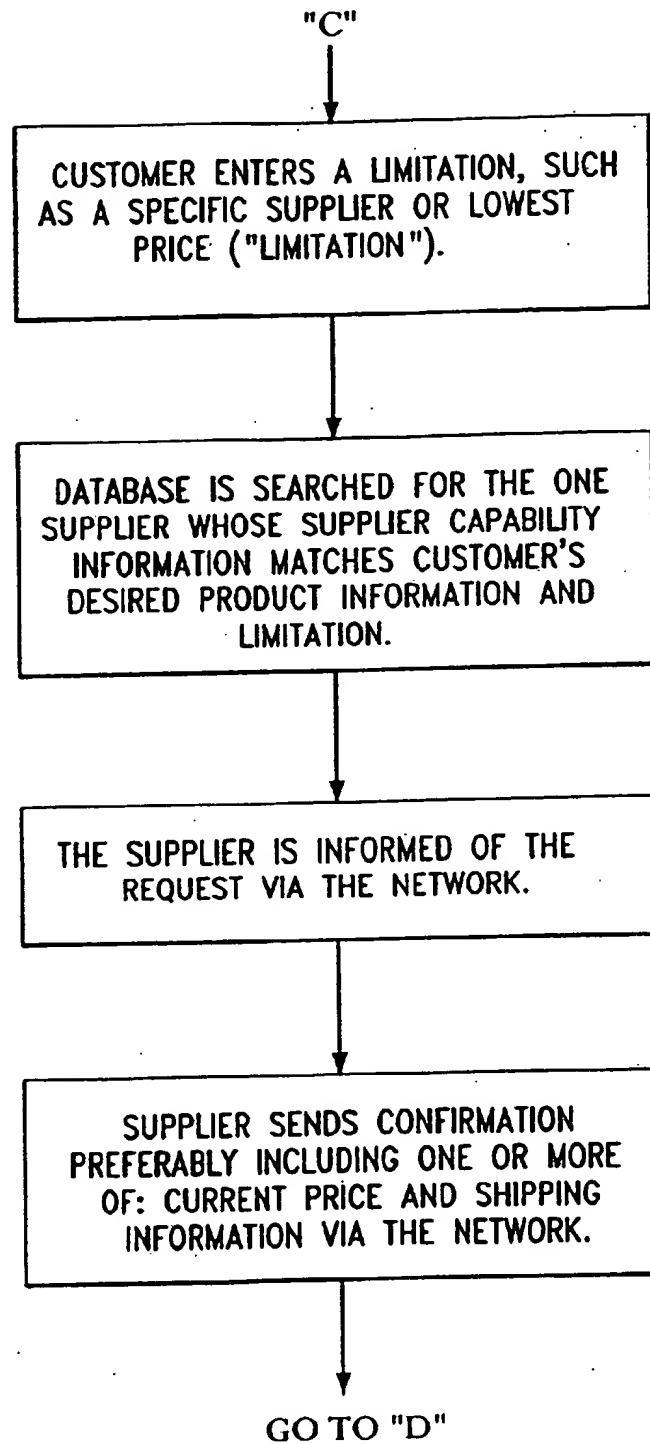 "C"
CUSTOMER ENTERS A LIMITATION, SUCH
AS A SPECIFIC SUPPLIER OR LOWEST
PRICE ("LIMITATION").
DATABASE IS SEARCHED FOR THE ONE
SUPPLIER WHOSE SUPPLIER CAPABILITY
INFORMATION MATCHES CUSTOMER'S
DESIRED PRODUCT INFORMATION AND
LIMITATION.
THE SUPPLIER IS INFORMED OF THE
REQUEST VIA THE NETWORK.
SUPPLIER SENDS CONFIRMATION
PREFERABLY INCLUDING ONE OR MORE
OF: CURRENT PRICE AND SHIPPING
INFORMATION VIA THE NETWORK.
GO TO "D"